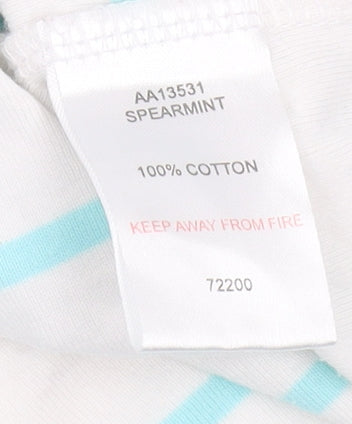 AA13531
SPEARMINT
100% COTTON
KEEP AWAY FROM FIRE
72200